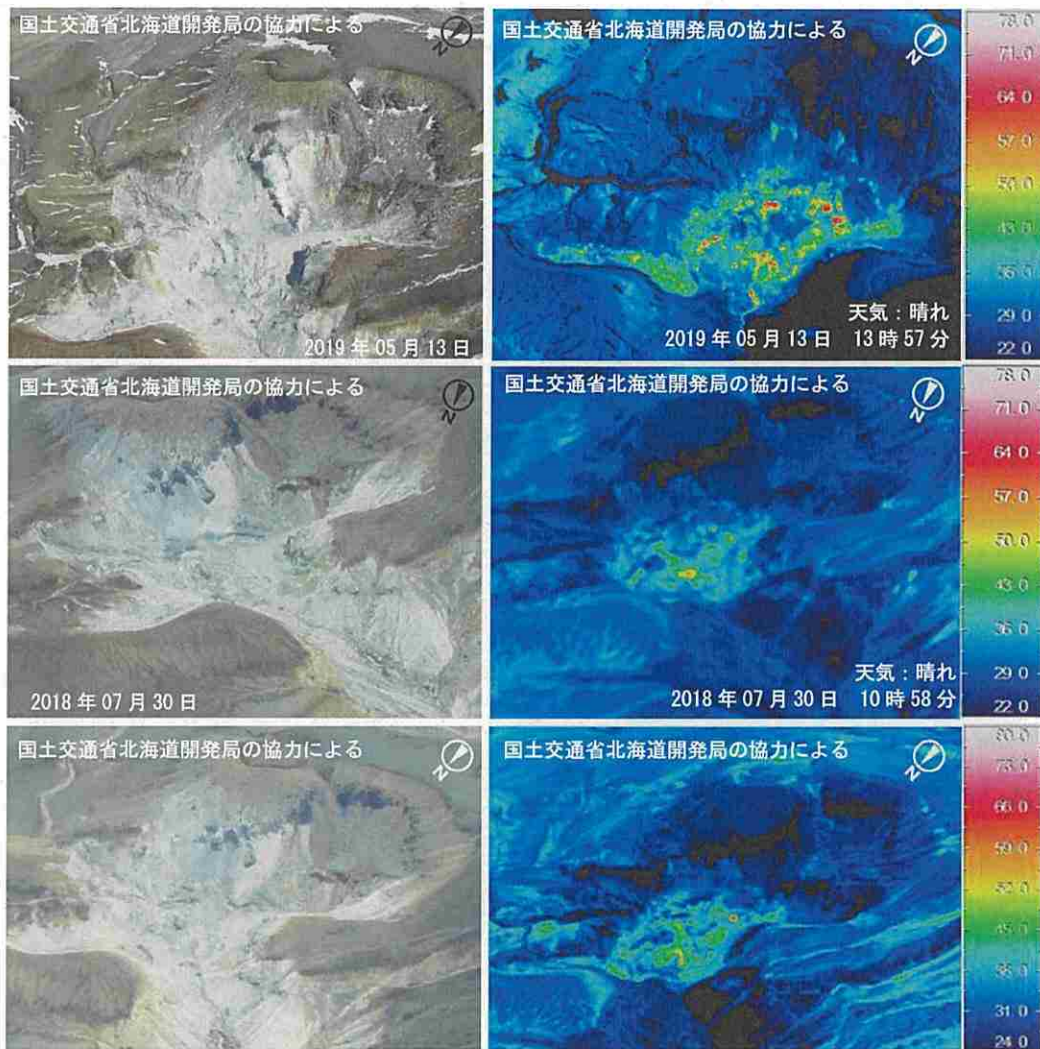 国土交通省北海道開発局の協力による
N
2019年05月13日
国土交通省北海道開発局の協力による
N
天気：晴れ
2019年05月13日 13時57分
78.0
71.0
64.0
57.0
50.0
43.0
36.0
29.0
22.0
国土交通省北海道開発局の協力による
N
2018年07月30日
国土交通省北海道開発局の協力による
N
天気：晴れ
2018年07月30日 10時58分
78.0
71.0
64.0
57.0
50.0
43.0
36.0
29.0
22.0
国土交通省北海道開発局の協力による
N
国土交通省北海道開発局の協力による
N
80.0
73.0
66.0
59.0
52.0
45.0
38.0
31.0
24.0